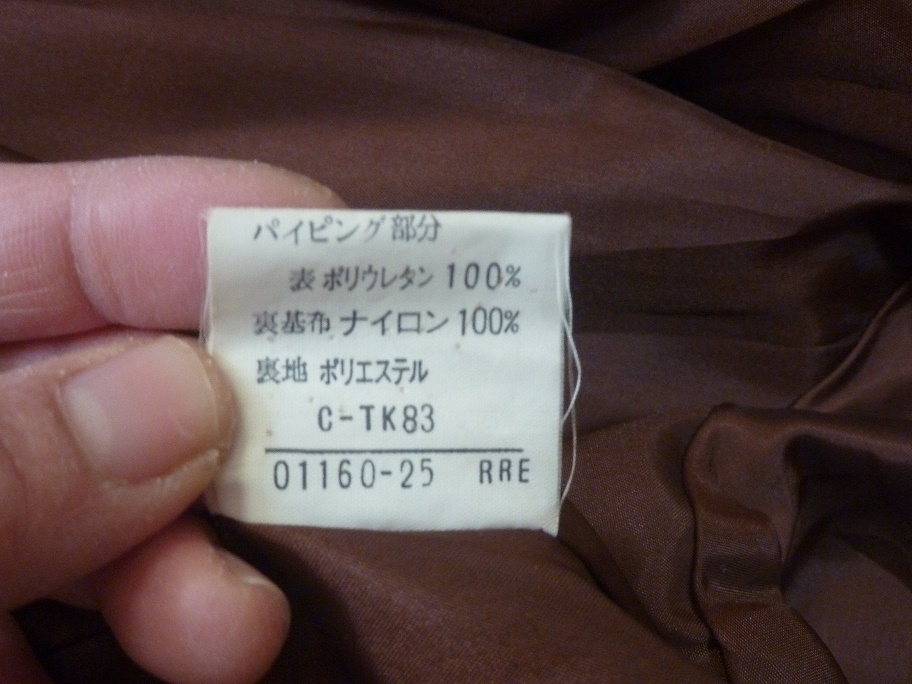 パイピング部分
表 ポリウレタン 100%
裏基布 ナイロン 100%
裏地 ポリエステル
C-TK83
01160-25 RRE